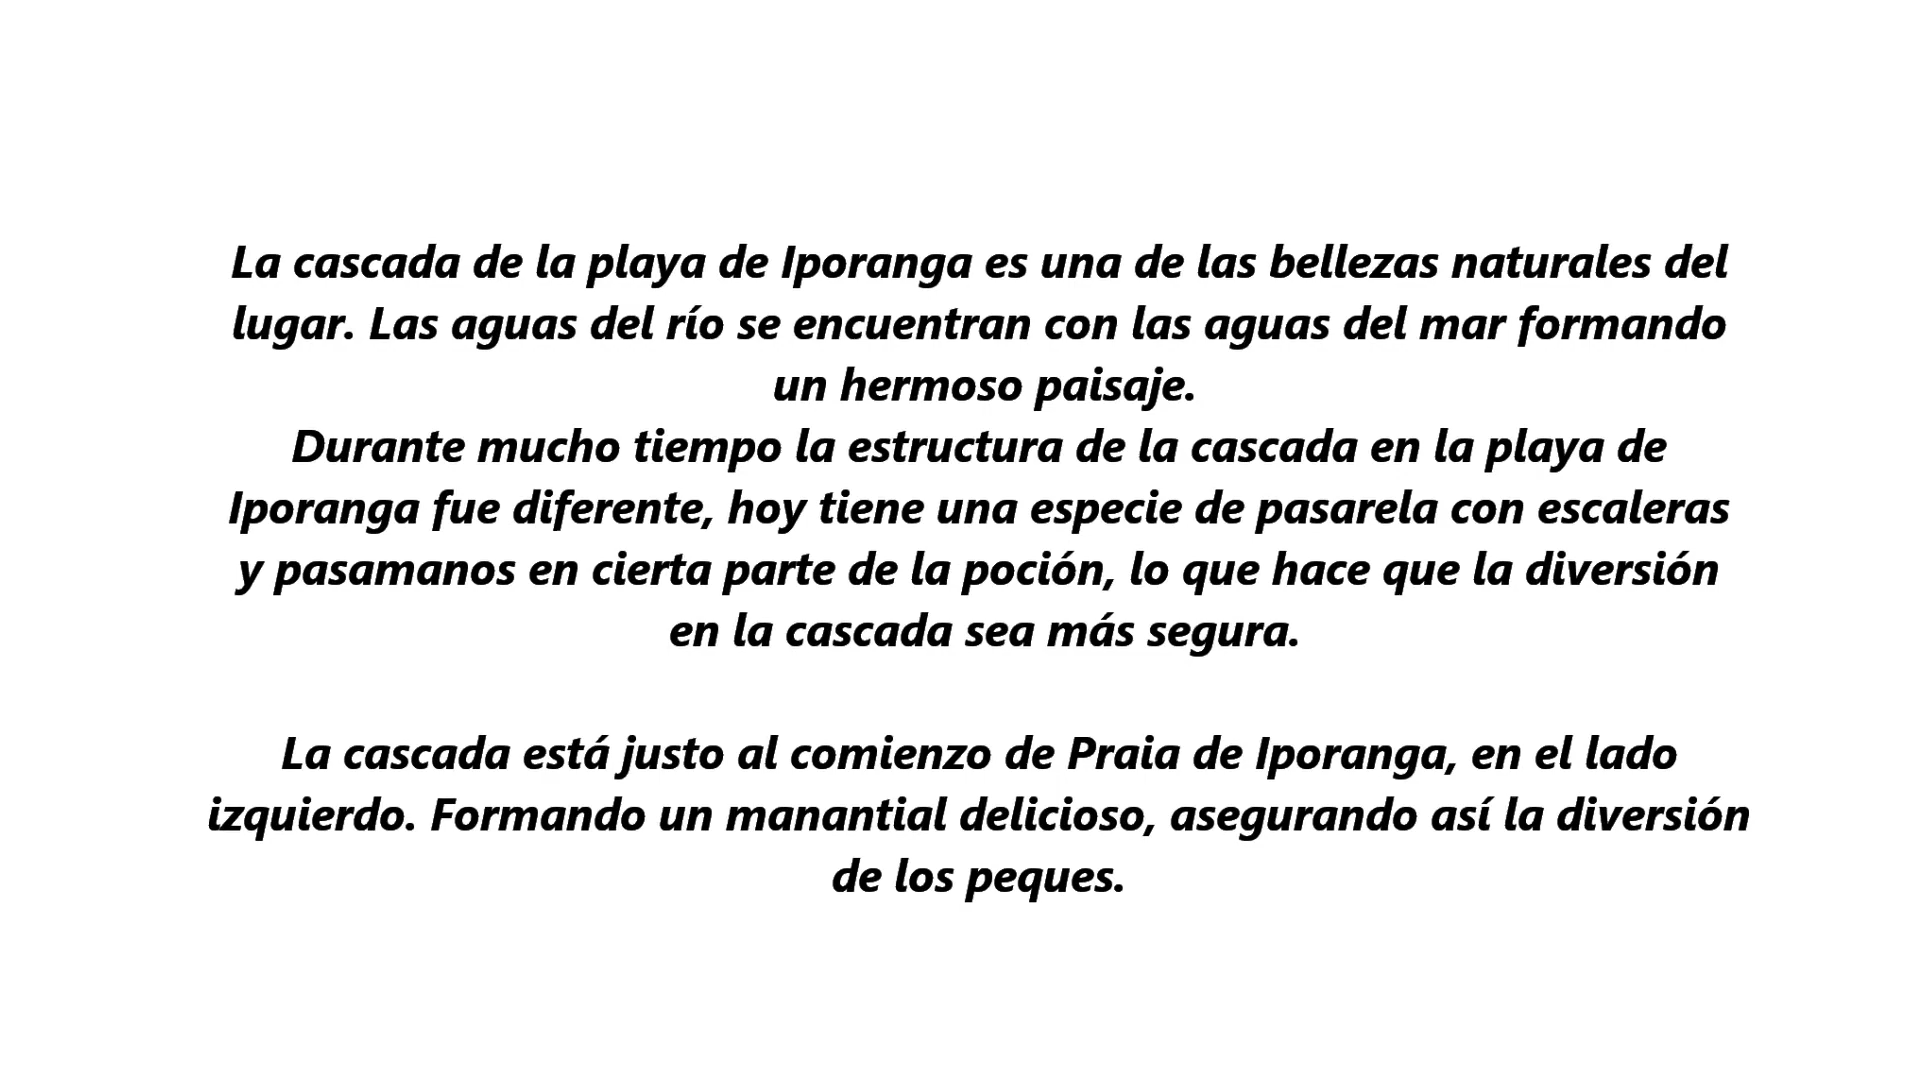 La cascada de la playa de Iporanga es una de las bellezas naturales del
lugar. Las aguas del río se encuentran con las aguas del mar formando
un hermoso paisaje.
Durante mucho tiempo la estructura de la cascada en la playa de
Iporanga fue diferente, hoy tiene una especie de pasarela con escaleras
y pasamanos en cierta parte de la poción, lo que hace que la diversión
en la cascada sea más segura.
La cascada está justo al comienzo de Praia de Iporanga, en el lado
izquierdo. Formando un manantial delicioso, asegurando así la diversión
de los peques.